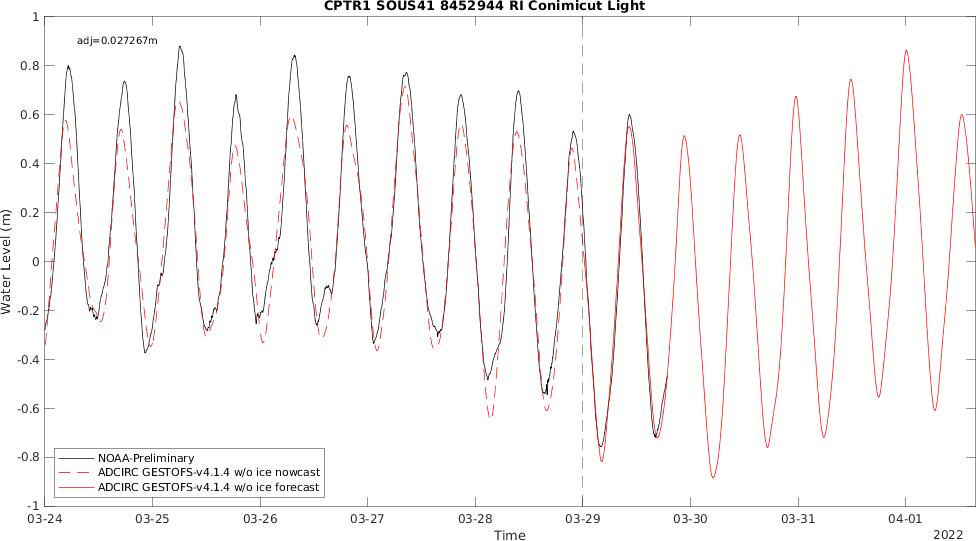 CPTR1 SOUS41 8452944 RI Conimicut Light
adj=0.027267m
Water Level (m)
1
0.8
0.6
0.4
0.2
0
-0.2
-0.4
-0.6
-0.8
-1
NOAA-Preliminary
ADCIRC GESTOFS-v4.1.4 w/o ice nowcast
ADCIRC GESTOFS-v4.1.4 w/o ice forecast
03-24 03-25 03-26 03-27 03-28 03-29 03-30 03-31 04-01
Time
2022